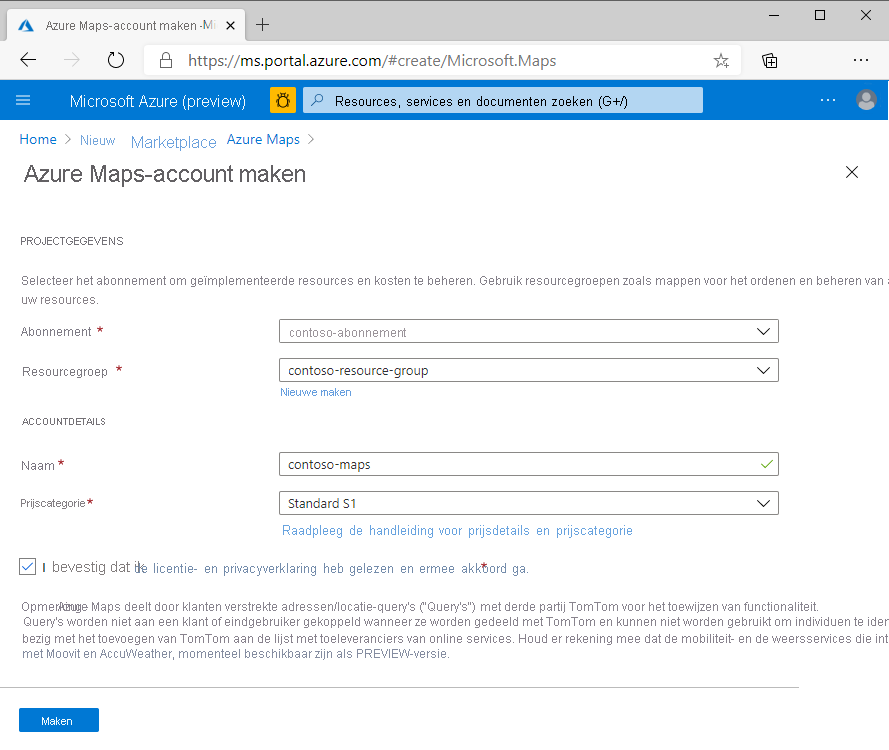 Azure Maps-account maken - Mi
https://ms.portal.azure.com/#create/Microsoft.Maps
Microsoft Azure (preview)
Resources, services en documenten zoeken (G+/)
Home > Nieuw Marketplace Azure Maps >
Azure Maps-account maken
PROJECTGEGEVENS
Selecteer het abonnement om geïmplementeerde resources en kosten te beheren. Gebruik resourcegroepen zoals mappen voor het ordenen en beheren van
uw resources.
Abonnement *
contoso-abonnement
Resourcegroep *
contoso-resource-group
Nieuwe maken
ACCOUNTDETAILS
Naam *
contoso-maps
Prijscategorie *
Standard S1
Raadpleeg de handleiding voor prijsdetails en prijscategorie
I bevestig dat ik de licentie- en privacyverklaring heb gelezen en ermee akkoord ga. *
Opmerking: Azure Maps deelt door klanten verstrekte adressen/locatie-query's ("Query's") met derde partij TomTom voor het toewijzen van functionaliteit.
Query's worden niet aan een klant of eindgebruiker gekoppeld wanneer ze worden gedeeld met TomTom en kunnen niet worden gebruikt om individuen te iden
bezig met het toevoegen van TomTom aan de lijst met toeleveranciers van online services. Houd er rekening mee dat de mobiliteit- en de weersservices die int
met Moovit en AccuWeather, momenteel beschikbaar zijn als PREVIEW-versie.
Maken